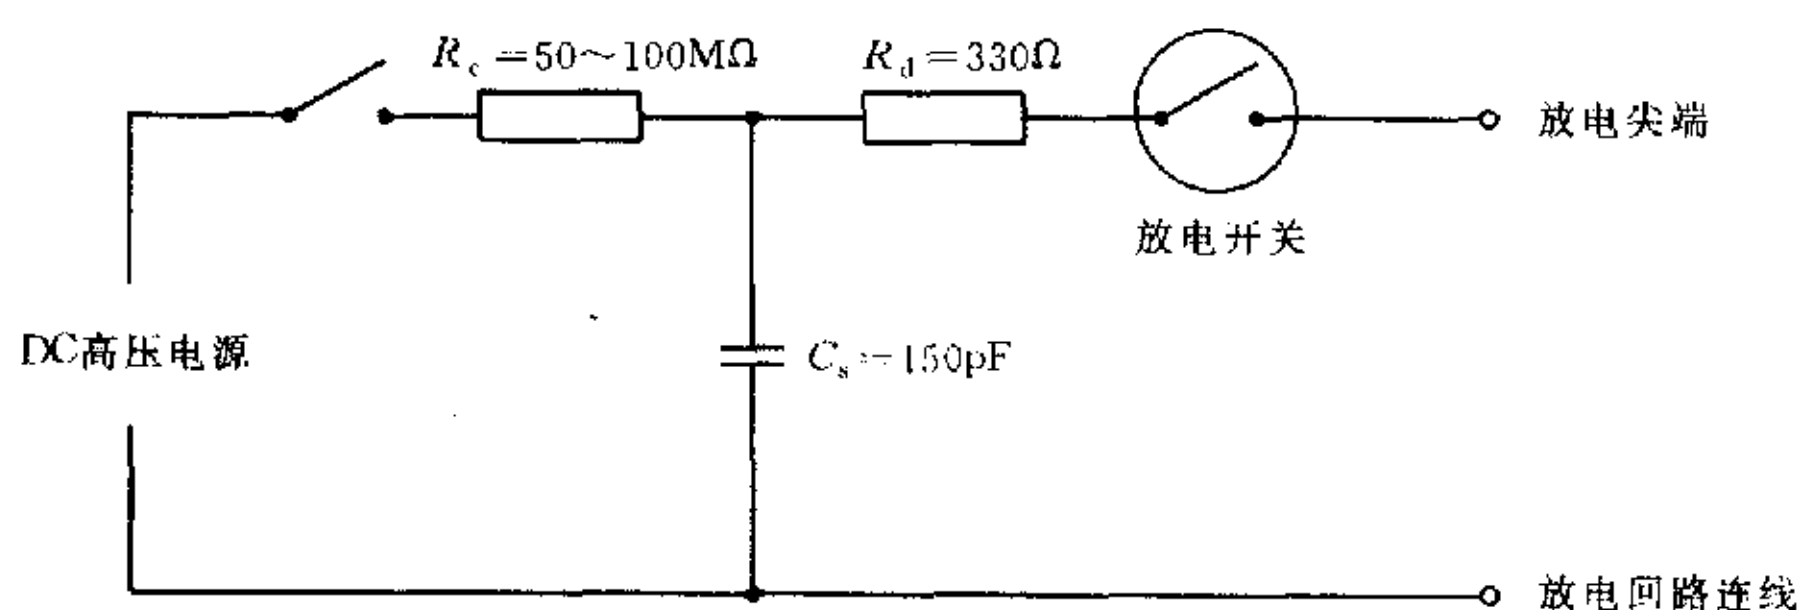 R_c=50～100MΩ
R_d=330Ω
放电尖端
放电开关
DC高压电源
C_s=150pF
放电回路连线